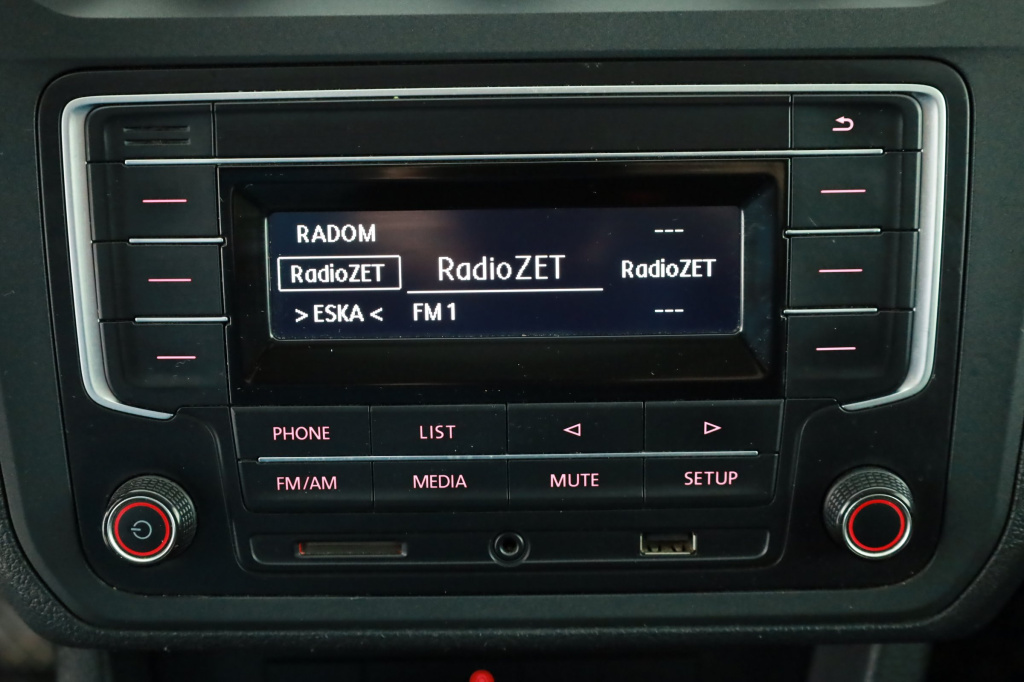 RADOM ---
RadioZET RadioZET RadioZET
> ESKA < FM 1 ---
PHONE LIST
FM/AM MEDIA MUTE SETUP